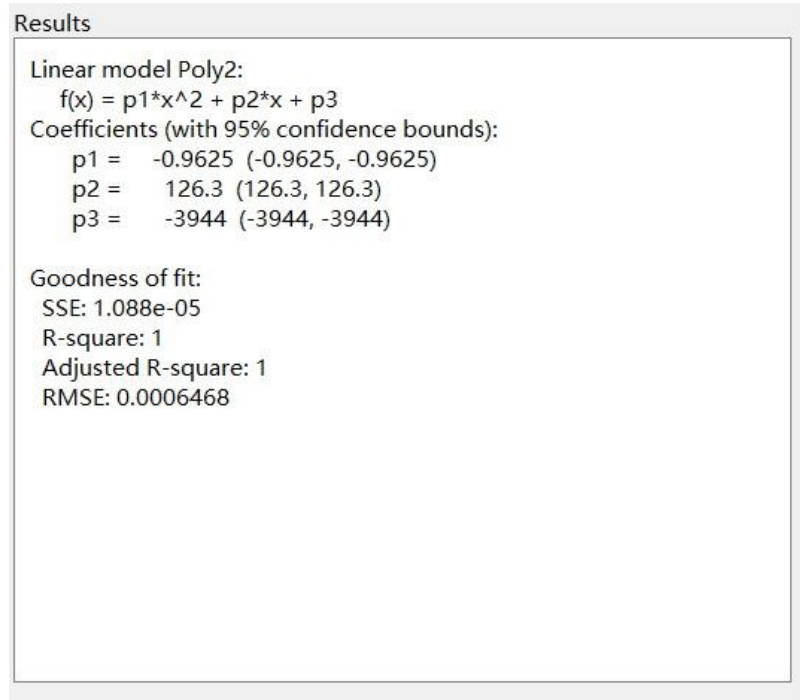 Results
Linear model Poly2:
f(x) = p1*x^2 + p2*x + p3
Coefficients (with 95% confidence bounds):
p1 = -0.9625 (-0.9625, -0.9625)
p2 = 126.3 (126.3, 126.3)
p3 = -3944 (-3944, -3944)
Goodness of fit:
SSE: 1.088e-05
R-square: 1
Adjusted R-square: 1
RMSE: 0.0006468